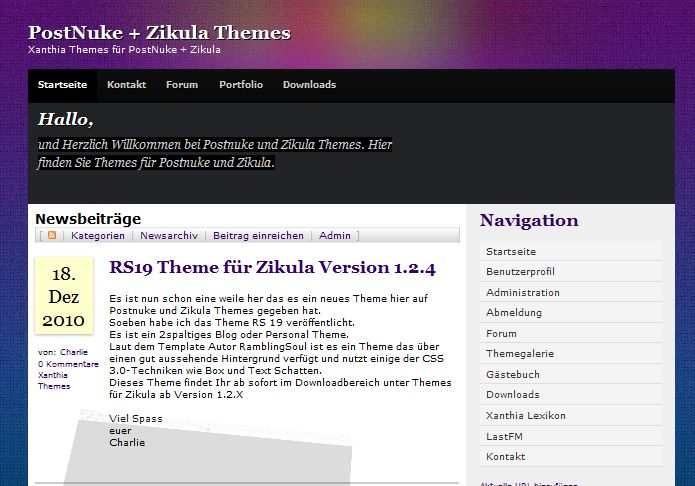 PostNuke + Zikula Themes
Xanthia Themes für PostNuke + Zikula
Startseite Kontakt Forum Portfolio Downloads
Hallo,
und Herzlich Willkommen bei Postnuke und Zikula Themes. Hier
finden Sie Themes für Postnuke und Zikula.
Newsbeiträge
[ | Kategorien | Newsarchiv | Beitrag einreichen | Admin ]
18.
Dez
2010
von: Charlie
0 Kommentare
Xanthia
Themes
RS19 Theme für Zikula Version 1.2.4
Es ist nun schon eine weile her das es ein neues Theme hier auf
Postnuke und Zikula Themes gegeben hat.
Soeben habe ich das Theme RS 19 veröffentlicht.
Es ist ein 2spaltiges Blog oder Personal Theme.
Laut dem Template Autor RamblingSoul ist es ein Theme das über
einen gut aussehende Hintergrund verfügt und nutzt einige der CSS
3.0-Techniken wie Box und Text Schatten.
Dieses Theme findet Ihr ab sofort im Downloadbereich unter Themes
für Zikula ab Version 1.2.X
Viel Spass
euer
Charlie
Navigation
Startseite
Benutzerprofil
Administration
Abmeldung
Forum
Themegalerie
Gästebuch
Downloads
Xanthia Lexikon
LastFM
Kontakt